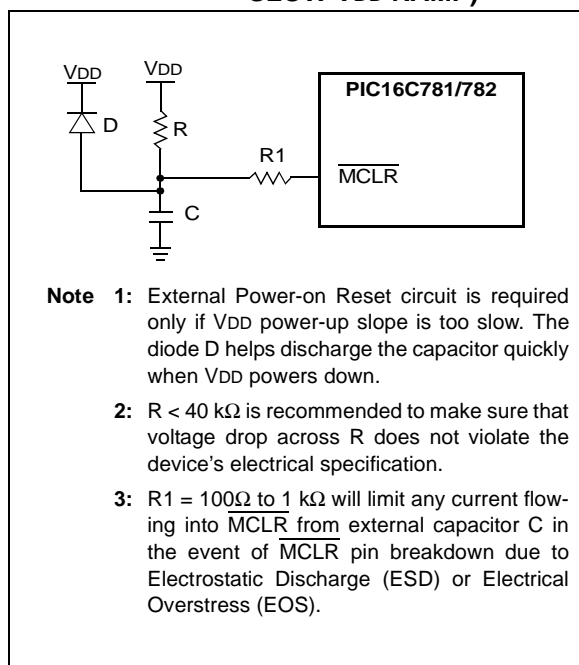 VDD VDD
PIC16C781/782
D
R
R1
MCLR
C
Note 1: External Power-on Reset circuit is required
only if VDD power-up slope is too slow. The
diode D helps discharge the capacitor quickly
when VDD powers down.
2: R < 40 kΩ is recommended to make sure that
voltage drop across R does not violate the
device's electrical specification.
3: R1 = 100Ω to 1 kΩ will limit any current flow-
ing into MCLR from external capacitor C in
the event of MCLR pin breakdown due to
Electrostatic Discharge (ESD) or Electrical
Overstress (EOS).